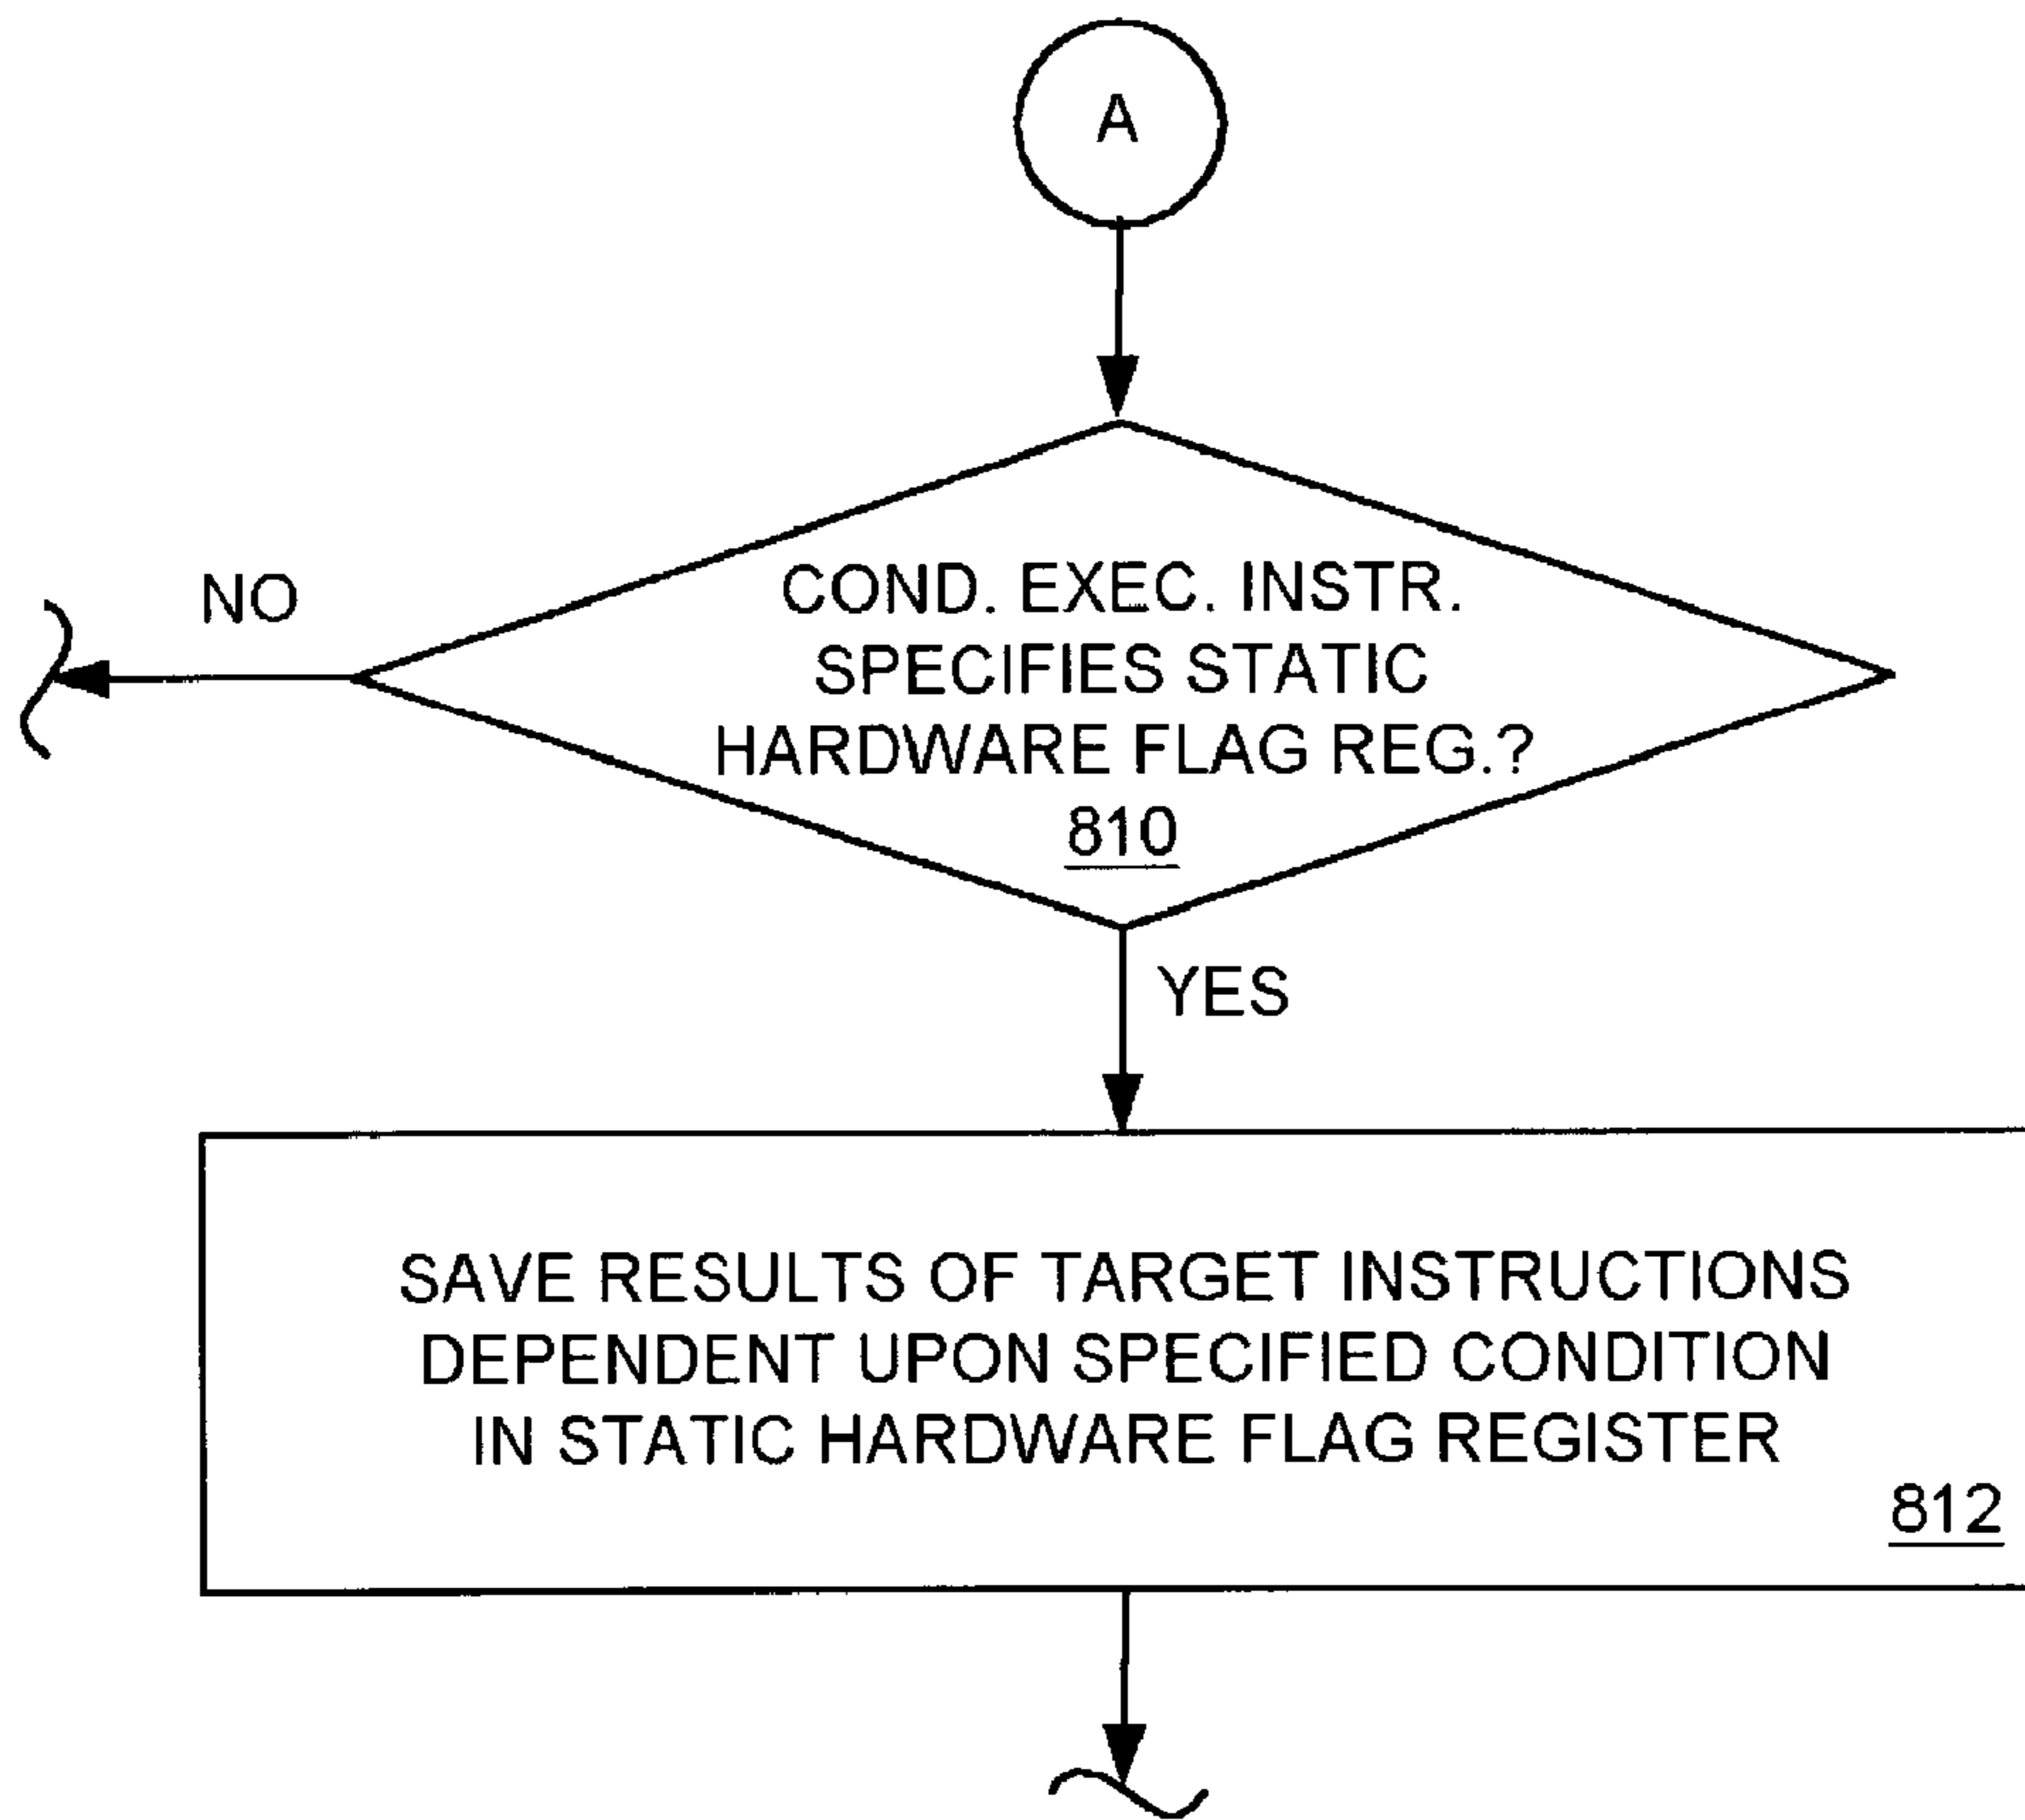 A
COND. EXEC. INSTR.
SPECIFIES STATIC
HARDWARE FLAG REG.?
810
NO
YES
SAVE RESULTS OF TARGET INSTRUCTIONS
DEPENDENT UPON SPECIFIED CONDITION
IN STATIC HARDWARE FLAG REGISTER
812